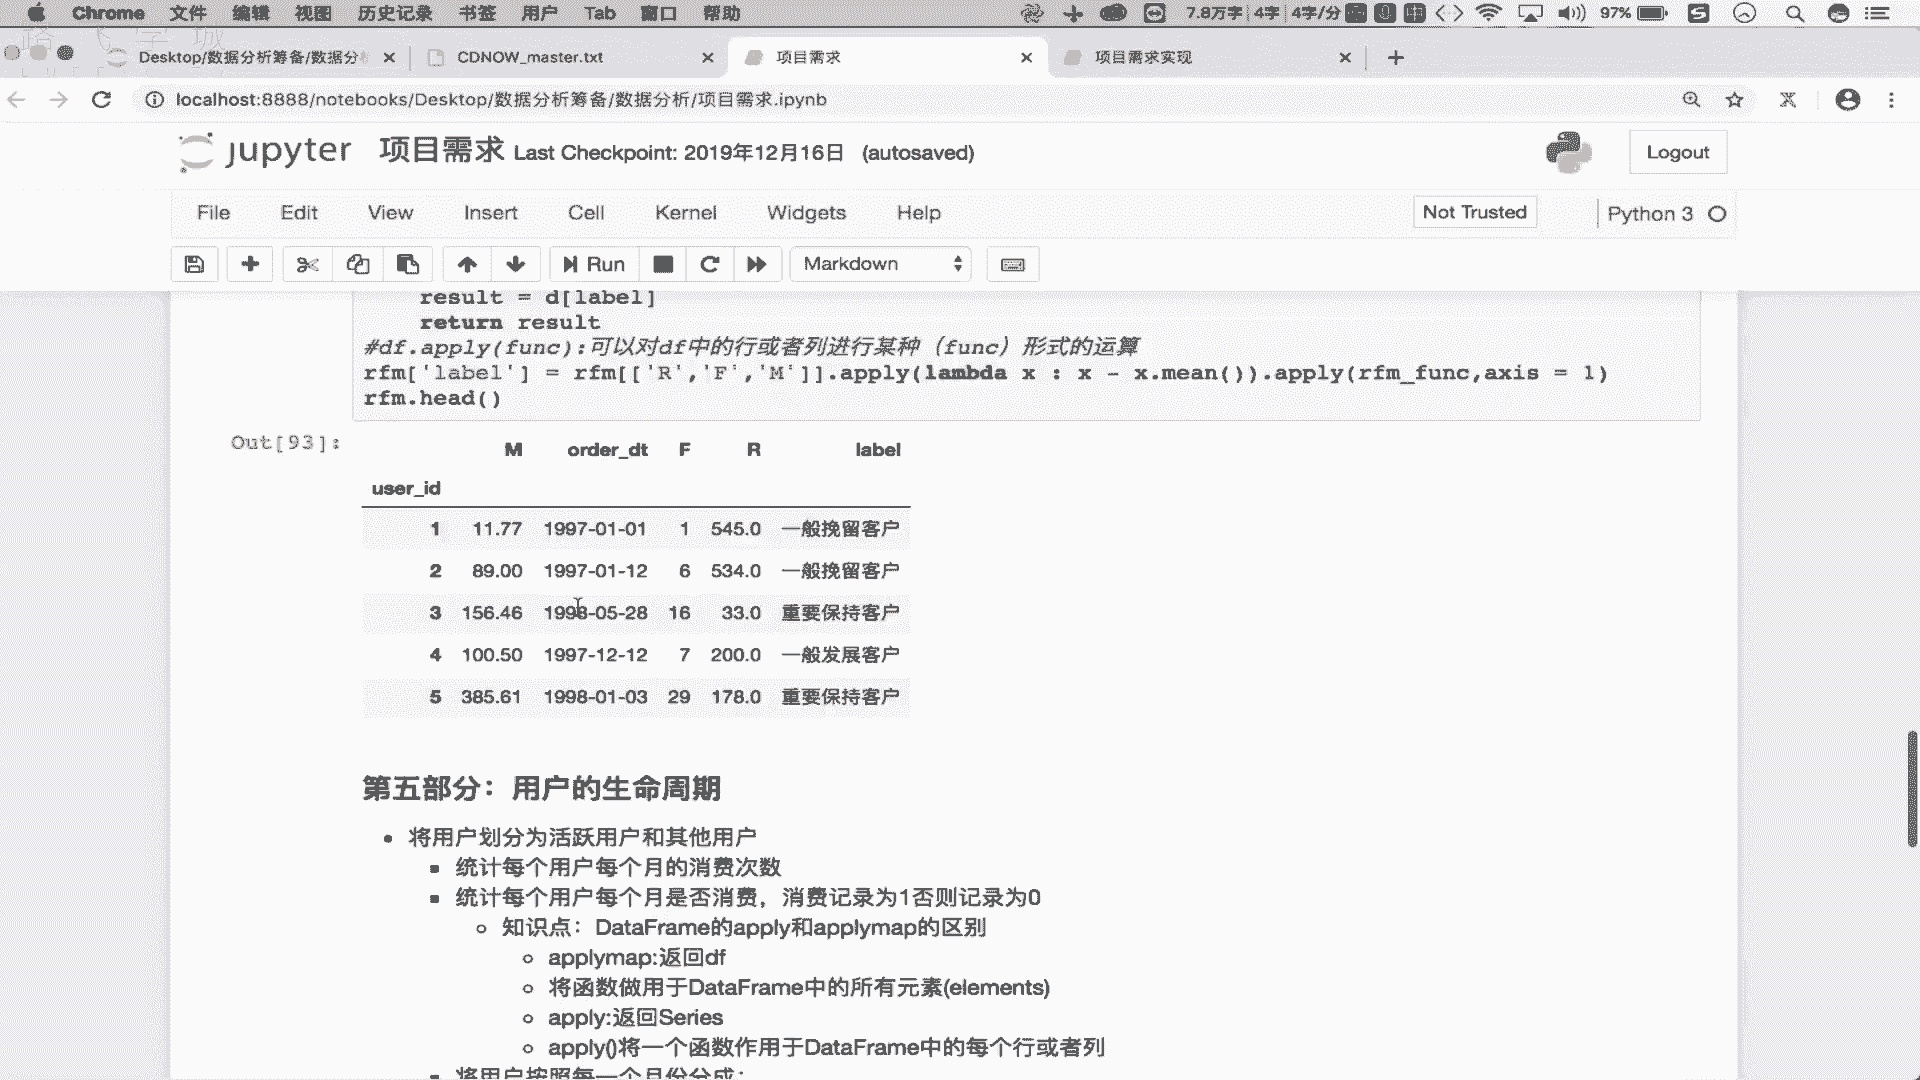 Chrome 文件 编辑 视图 历史记录 书签 用户 Tab 窗口 帮助 7.8万字 4字 4字/分 97%
Desktop/数据分析筹备/数据分 CDNOW_master.txt 项目需求 项目需求实现
localhost:8888/notebooks/Desktop/数据分析筹备/数据分析/项目需求.ipynb
jupyter 项目需求 Last Checkpoint: 2019年12月16日 (autosaved) Logout
File Edit View Insert Cell Kernel Widgets Help Not Trusted Python 3
Run Markdown
result = d[label]
return result
#df.apply(func):可以对df中的行或者列进行某种（func）形式的运算
rfm['label'] = rfm[['R','F','M']].apply(lambda x : x - x.mean()).apply(rfm_func,axis = 1)
rfm.head()
Out[93]:
M order_dt F R label
user_id
1 11.77 1997-01-01 1 545.0 一般挽留客户
2 89.00 1997-01-12 6 534.0 一般挽留客户
3 156.46 1998-05-28 16 33.0 重要保持客户
4 100.50 1997-12-12 7 200.0 一般发展客户
5 385.61 1998-01-03 29 178.0 重要保持客户
第五部分：用户的生命周期
将用户划分为活跃用户和其他用户
统计每个用户每个月的消费次数
统计每个用户每个月是否消费，消费记录为1否则记录为0
知识点：DataFrame的apply和applymap的区别
applymap:返回df
将函数做用于DataFrame中的所有元素(elements)
apply:返回Series
apply()将一个函数作用于DataFrame中的每个行或者列
将用户按照每一个月份分成：